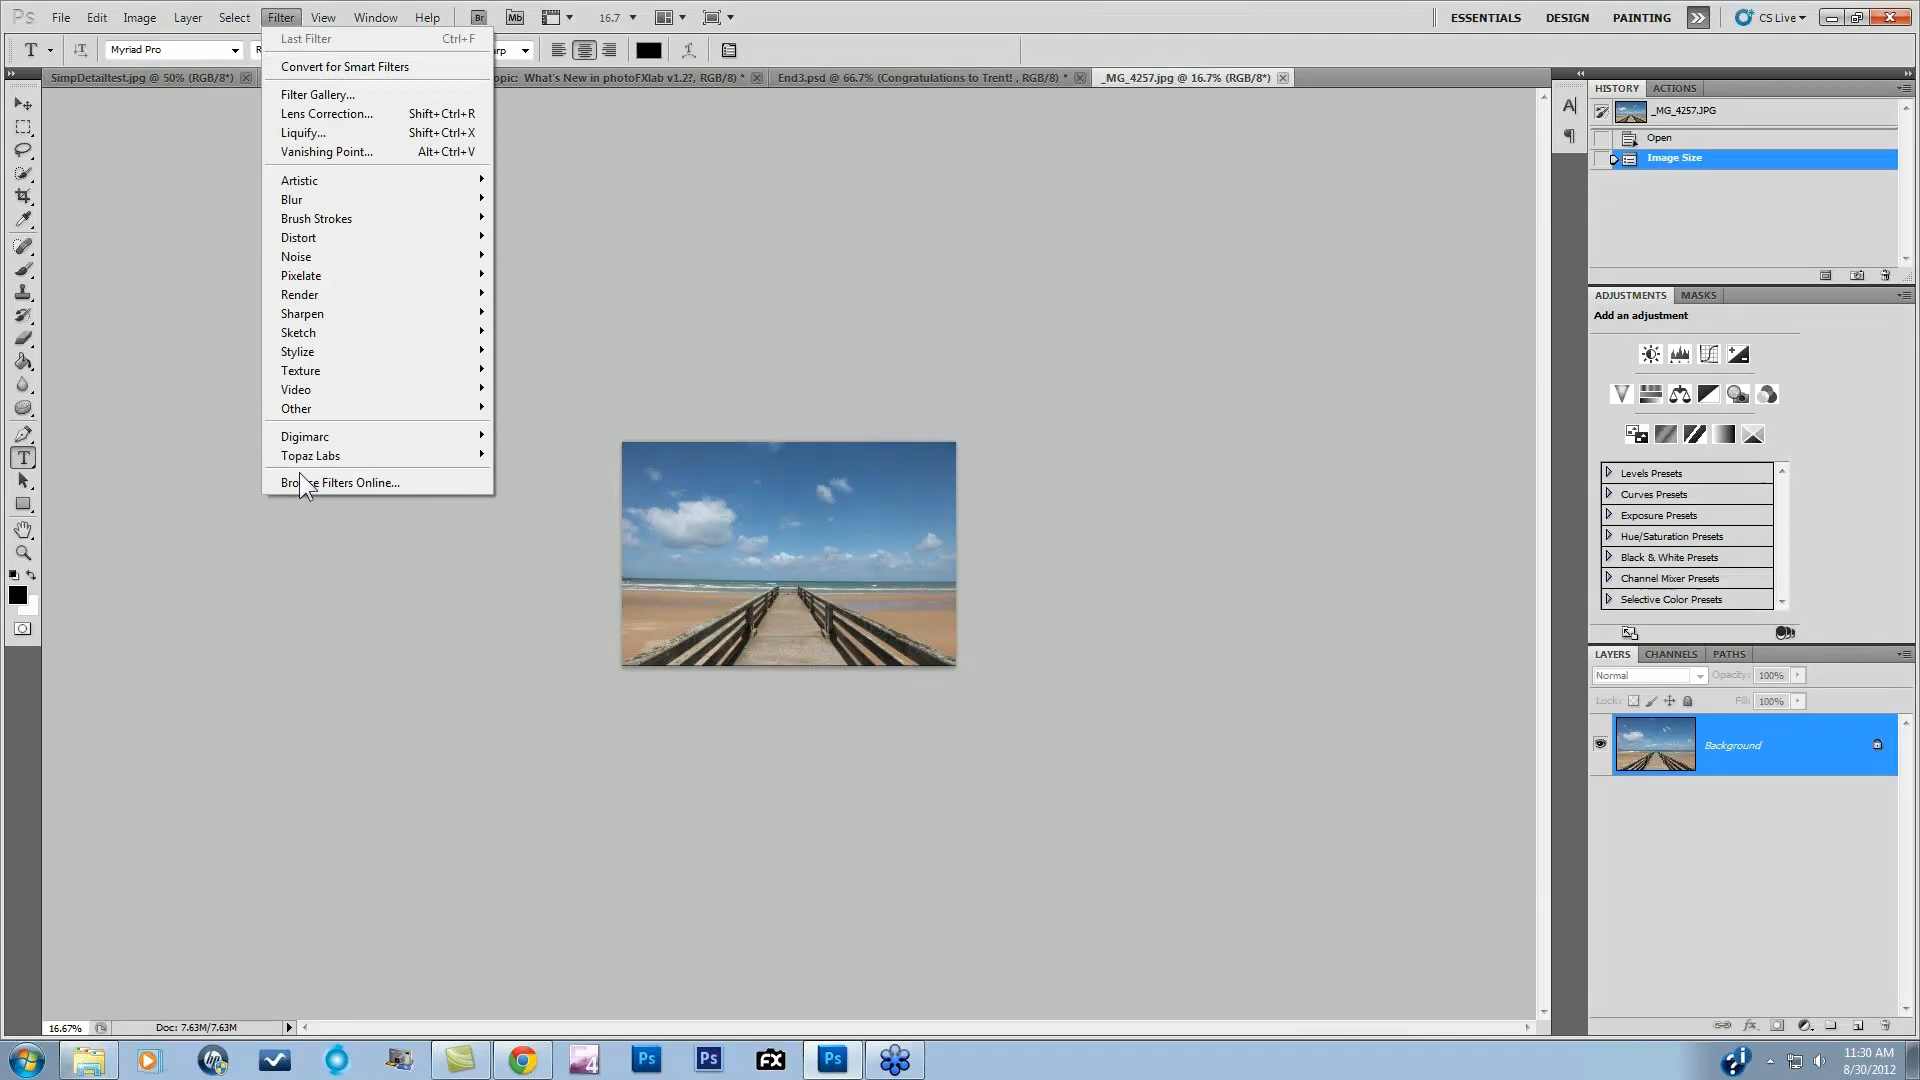 Ps File Edit Image Layer Select Filter View Window Help Br Mb 16.7 ESSENTIALS DESIGN PAINTING CS Live
T Myriad Pro
SimpDetailtest.jpg @ 50% (RGB/8*) opic: What's New in photoFXlab v1.2?, RGB/8) * End3.psd @ 66.7% (Congratulations to Trent! , RGB/8) * _MG_4257.jpg @ 16.7% (RGB/8*)
Last Filter Ctrl+F
Convert for Smart Filters
Filter Gallery...
Lens Correction... Shift+Ctrl+R
Liquify... Shift+Ctrl+X
Vanishing Point... Alt+Ctrl+V
Artistic
Blur
Brush Strokes
Distort
Noise
Pixelate
Render
Sharpen
Sketch
Stylize
Texture
Video
Other
Digimarc
Topaz Labs
Filters Online...
HISTORY ACTIONS
_MG_4257.JPG
Open
Image Size
ADJUSTMENTS MASKS
Add an adjustment
Levels Presets
Curves Presets
Exposure Presets
Hue/Saturation Presets
Black & White Presets
Channel Mixer Presets
Selective Color Presets
LAYERS CHANNELS PATHS
Normal Opacity: 100%
Lock: Fill: 100%
Background
16.67% Doc: 7.63M/7.63M
Ps Ps FX Ps
11:30 AM
8/30/2012